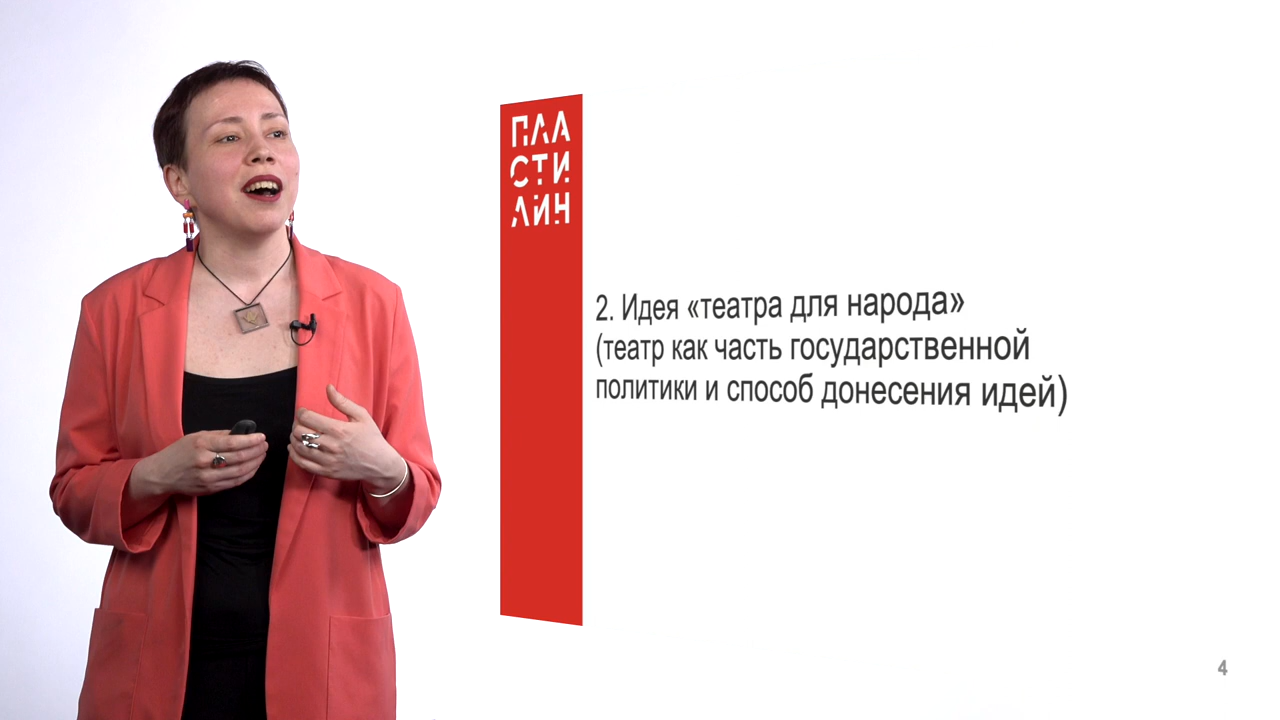 ПЛА
СТИ
ЛИН
2. Идея «театра для народа»
(театр как часть государственной
политики и способ донесения идей)
4